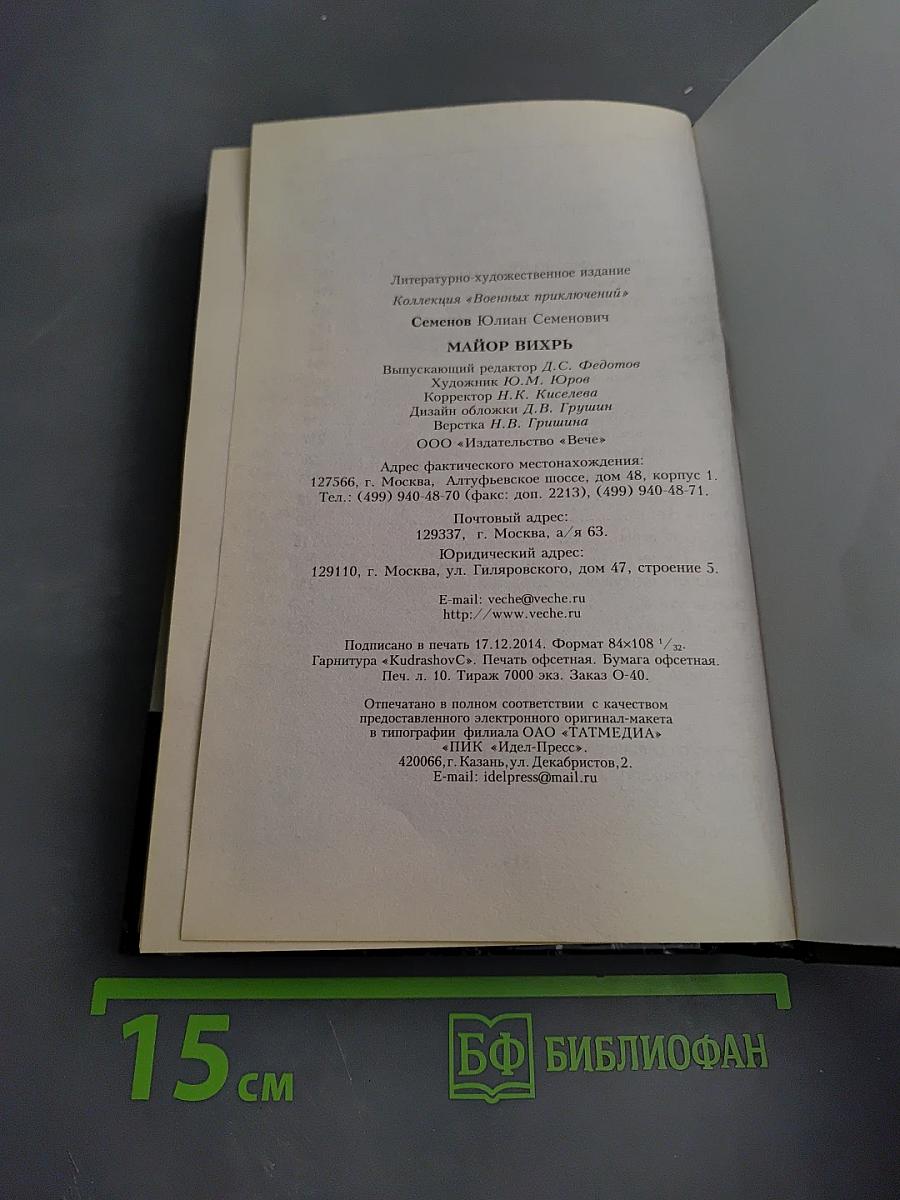 Литературно-художественное издание
Коллекция «Военных приключений»
Семенов Юлиан Семенович
МАЙОР ВИХРЬ
Выпускающий редактор Д.С. Федотов
Художник Ю.М. Юров
Корректор Н.К. Киселева
Дизайн обложки Д.В. Грушин
Верстка Н.В. Гришина
ООО «Издательство «Вече»
Адрес фактического местонахождения:
127566, г. Москва, Алтуфьевское шоссе, дом 48, корпус 1.
Тел.: (499) 940-48-70 (факс: доп. 2213), (499) 940-48-71.
Почтовый адрес:
129337, г. Москва, а/я 63.
Юридический адрес:
129110, г. Москва, ул. Гиляровского, дом 47, строение 5.
E-mail: veche@veche.ru
http://www.veche.ru
Подписано в печать 17.12.2014. Формат 84×108 1/32.
Гарнитура «KudrashovC». Печать офсетная. Бумага офсетная.
Печ. л. 10. Тираж 7000 экз. Заказ О-40.
Отпечатано в полном соответствии с качеством
предоставленного электронного оригинал-макета
в типографии филиала ОАО «ТАТМЕДИА»
«ПИК «Идел-Пресс».
420066, г. Казань, ул. Декабристов, 2.
E-mail: idelpress@mail.ru
15 см
БФ БИБЛИОФАН